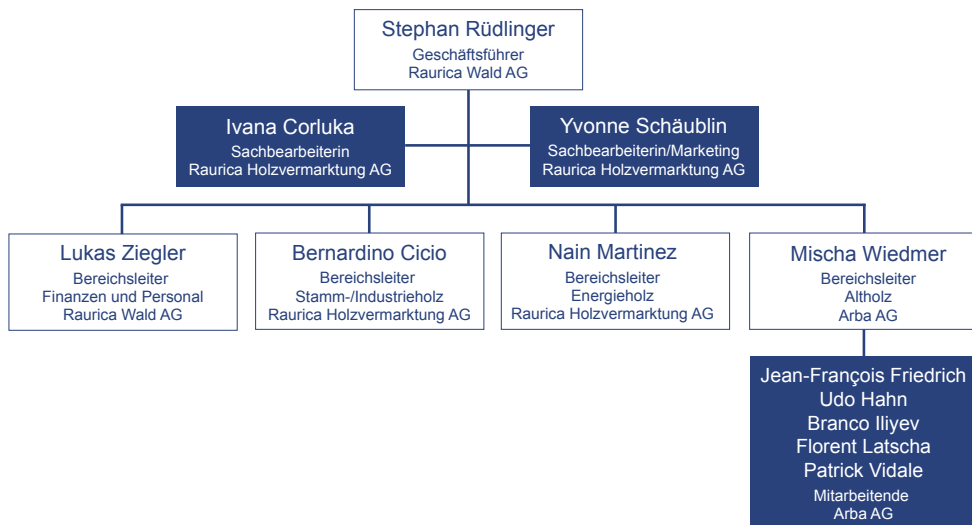 Stephan Rüdlinger
Geschäftsführer
Raurica Wald AG
Ivana Corluka
Sachbearbeiterin
Raurica Holzvermarktung AG
Yvonne Schäublin
Sachbearbeiterin/Marketing
Raurica Holzvermarktung AG
Lukas Ziegler
Bereichsleiter
Finanzen und Personal
Raurica Wald AG
Bernardino Cicio
Bereichsleiter
Stamm-/Industrieholz
Raurica Holzvermarktung AG
Nain Martinez
Bereichsleiter
Energieholz
Raurica Holzvermarktung AG
Mischa Wiedmer
Bereichsleiter
Altholz
Arba AG
Jean-François Friedrich
Udo Hahn
Branco Iliyev
Florent Latscha
Patrick Vidale
Mitarbeitende
Arba AG